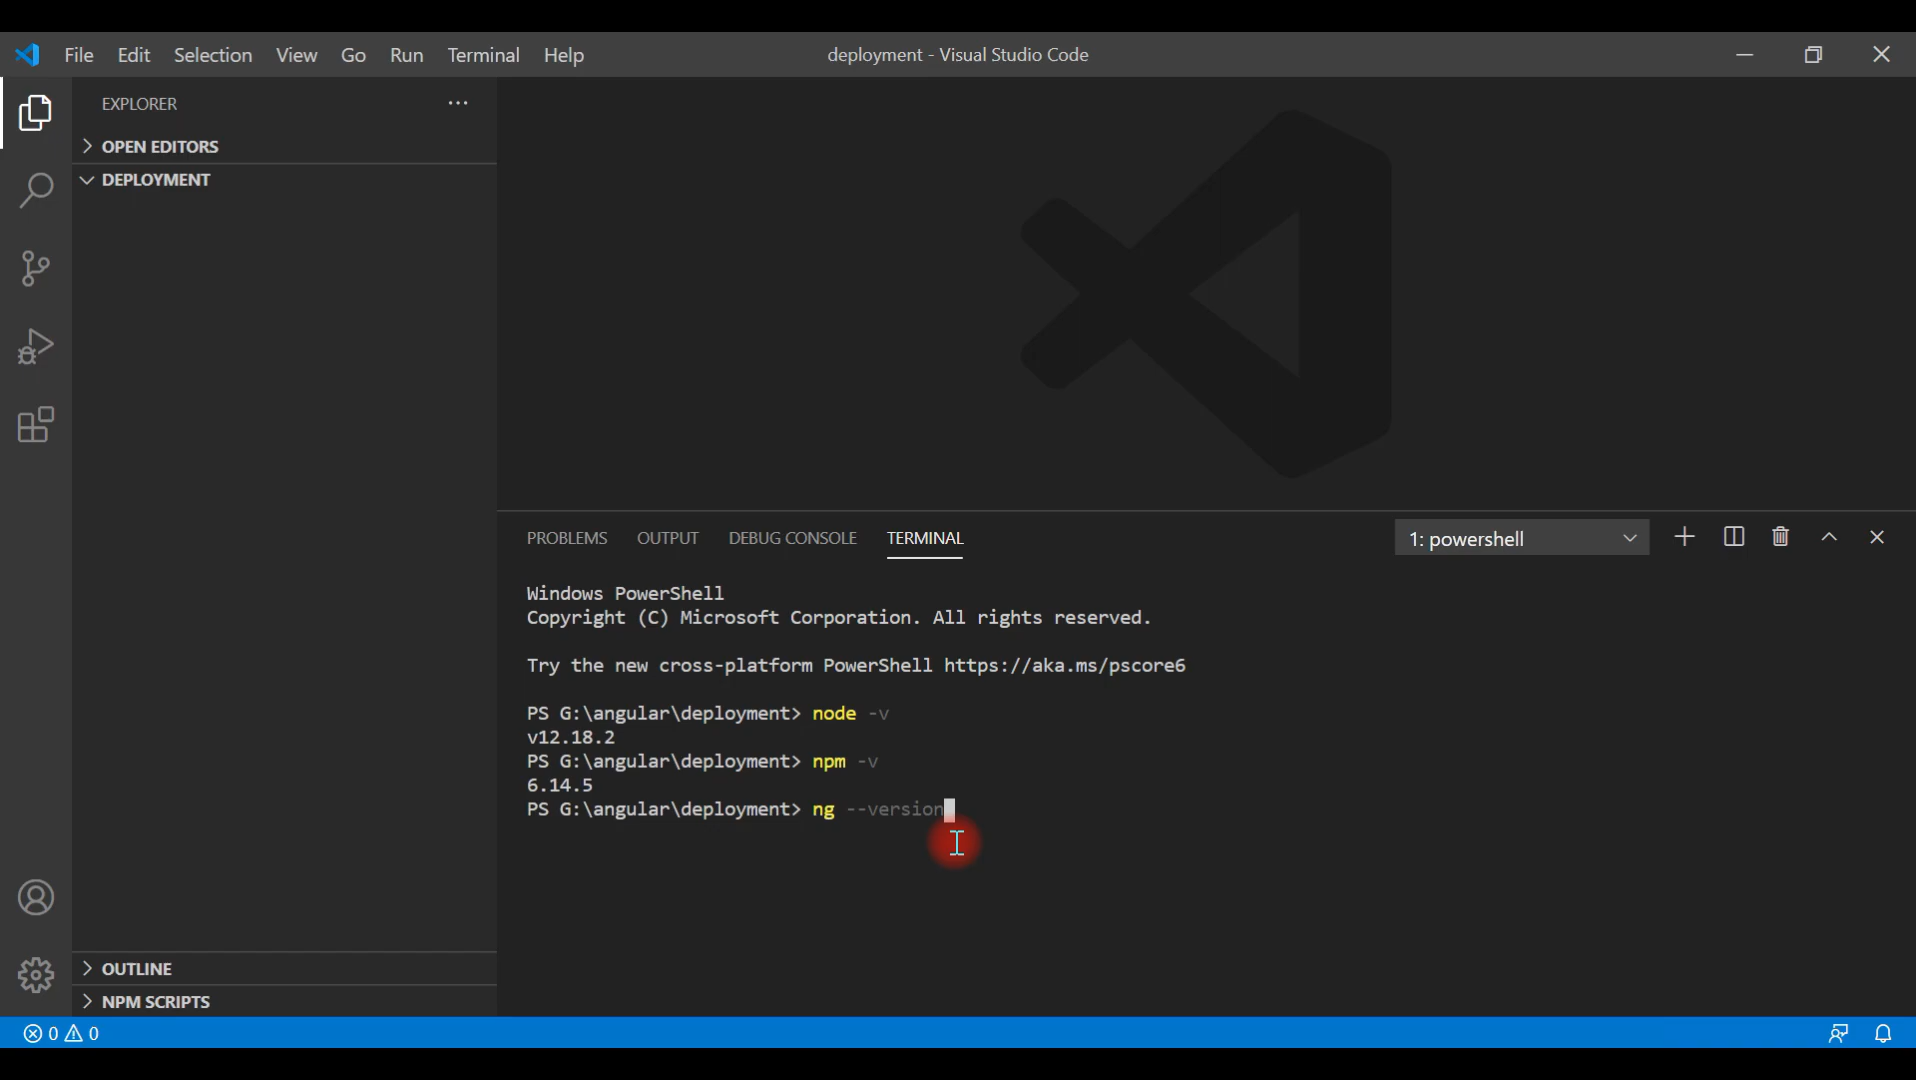 File Edit Selection View Go Run Terminal Help
deployment - Visual Studio Code
EXPLORER
OPEN EDITORS
DEPLOYMENT
PROBLEMS OUTPUT DEBUG CONSOLE TERMINAL
1: powershell
Windows PowerShell
Copyright (C) Microsoft Corporation. All rights reserved.
Try the new cross-platform PowerShell https://aka.ms/pscore6
PS G:\angular\deployment> node -v
v12.18.2
PS G:\angular\deployment> npm -v
6.14.5
PS G:\angular\deployment> ng --version
OUTLINE
NPM SCRIPTS
0 0